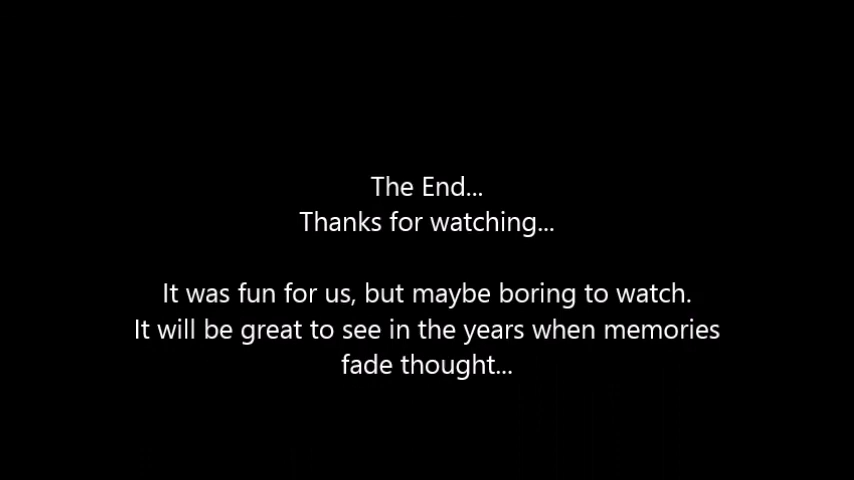 The End...
Thanks for watching...
It was fun for us, but maybe boring to watch.
It will be great to see in the years when memories
fade thought...